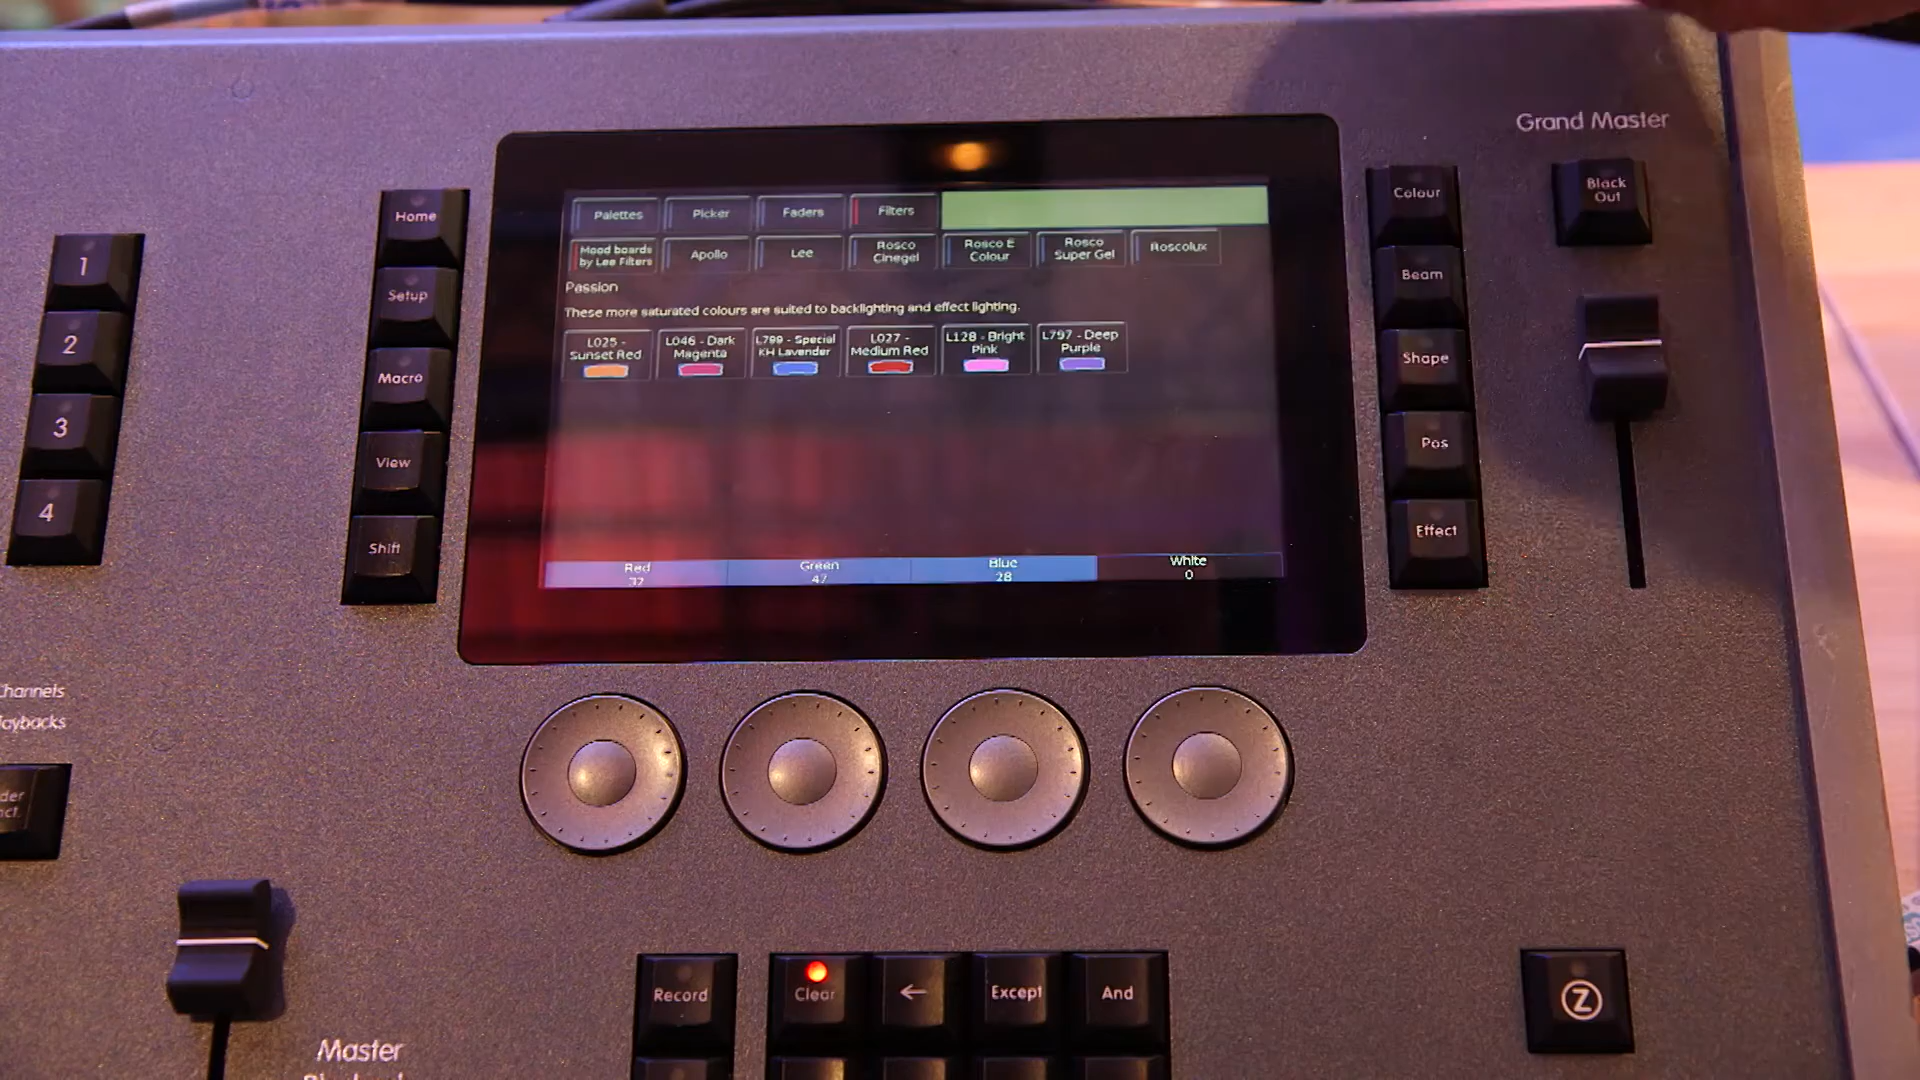 Grand Master
Black
Out
Home
Setup
Macro
View
Shift
1
2
3
4
Palettes
Picker
Faders
Filters
Mood boards
by Lee Filters
Apollo
Lee
Rosco
Cinegel
Rosco E
Colour
Rosco
Super Gel
Roscolux
Passion
These more saturated colours are suited to backlighting and effect lighting.
L025 -
Sunset Red
L046 - Dark
Magenta
L799 - Special
KH Lavender
L027 -
Medium Red
L128 - Bright
Pink
L797 - Deep
Purple
Red
Green
47
Blue
28
White
0
Colour
Beam
Shape
Pos
Effect
Record
Clear
←
Except
And
Z
Master